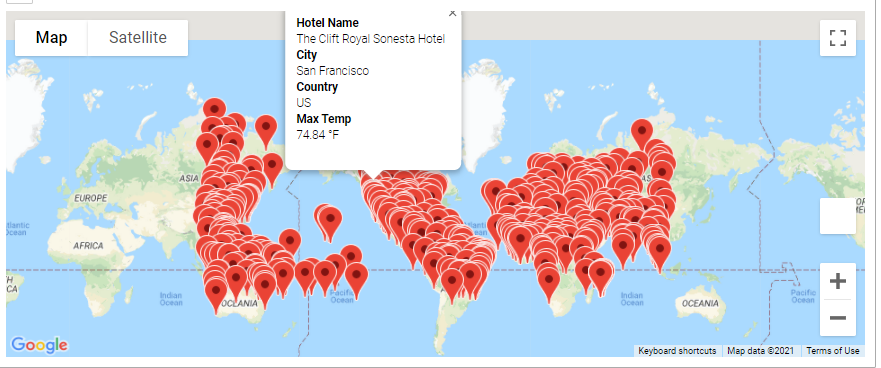 Map
Satellite
Hotel Name
The Clift Royal Sonesta Hotel
City
San Francisco
Country
US
Max Temp
74.84 °F
ASIA
EUROPE
AFRICA
Atlantic
Ocean
Indian
Ocean
OCEANIA
Pacific
Ocean
AS
Indian
Ocean
OCEANIA
Pacific
Ocean
Google
Keyboard shortcuts
Map data ©2021
Terms of Use